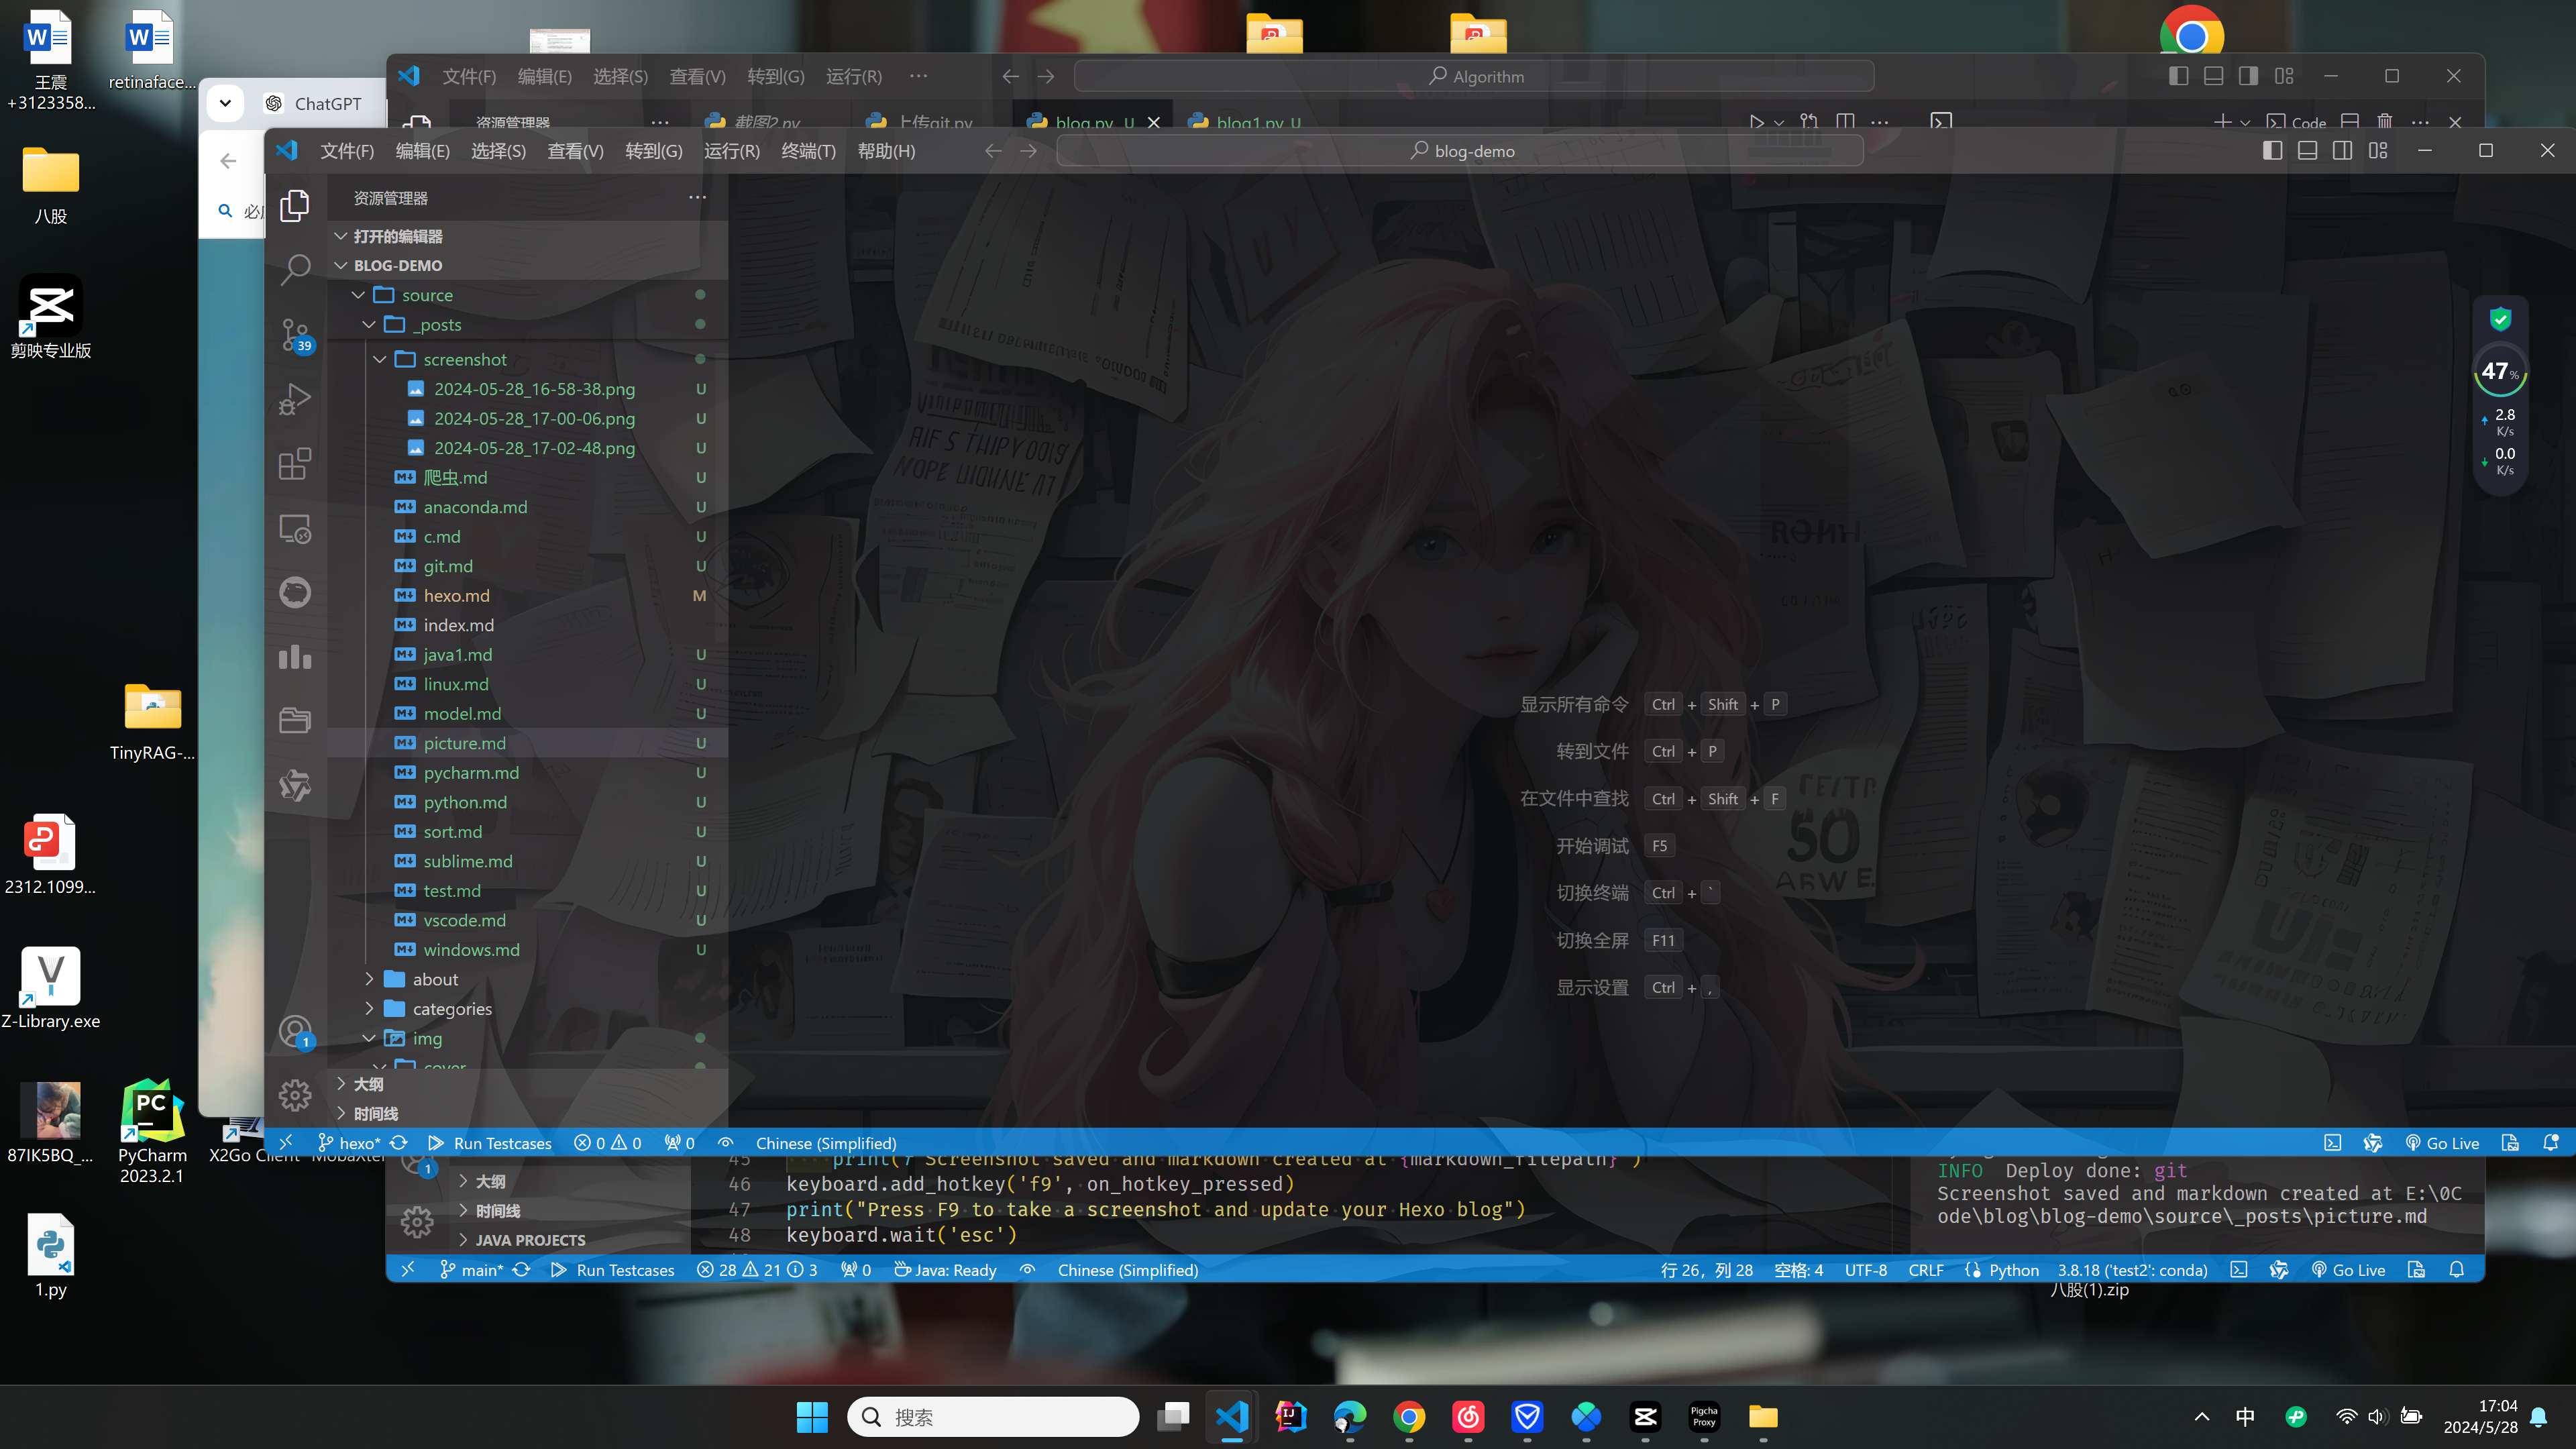 王震
+3123358...
retinaface...
八股
剪映专业版
TinyRAG-...
2312.1099...
Z-Library.exe
87IK5BQ_...
PyCharm
2023.2.1
X2Go Client
1.py
八股(1).zip
ChatGPT
文件(F) 编辑(E) 选择(S) 查看(V) 转到(G) 运行(R) ···
Algorithm
资源管理器 ···
截图2.py
上传git.py
blog.py U
blog1.py U
Code
文件(F) 编辑(E) 选择(S) 查看(V) 转到(G) 运行(R) 终端(T) 帮助(H)
blog-demo
资源管理器
打开的编辑器
BLOG-DEMO
source
_posts
screenshot
2024-05-28_16-58-38.png U
2024-05-28_17-00-06.png U
2024-05-28_17-02-48.png U
爬虫.md U
anaconda.md U
c.md U
git.md U
hexo.md M
index.md
java1.md U
linux.md U
model.md U
picture.md U
pycharm.md U
python.md U
sort.md U
sublime.md U
test.md U
vscode.md U
windows.md U
about
categories
img
cover
大纲
时间线
39
1
显示所有命令 Ctrl + Shift + P
转到文件 Ctrl + P
在文件中查找 Ctrl + Shift + F
开始调试 F5
切换终端 Ctrl + `
切换全屏 F11
显示设置 Ctrl + ,
47%
2.8
K/s
0.0
K/s
hexo* Run Testcases 0 0 0 Chinese (Simplified)
Go Live
1
大纲
时间线
JAVA PROJECTS
45 print(f"Screenshot saved and markdown created at {markdown_filepath}")
46 keyboard.add_hotkey('f9', on_hotkey_pressed)
47 print("Press F9 to take a screenshot and update your Hexo blog")
48 keyboard.wait('esc')
INFO Deploy done: git
Screenshot saved and markdown created at E:\0C
ode\blog\blog-demo\source\_posts\picture.md
main* Run Testcases 28 21 3 0 Java: Ready Chinese (Simplified)
行 26，列 28 空格: 4 UTF-8 CRLF Python 3.8.18 ('test2': conda) Go Live
搜索
Pigcha
Proxy
中
17:04
2024/5/28